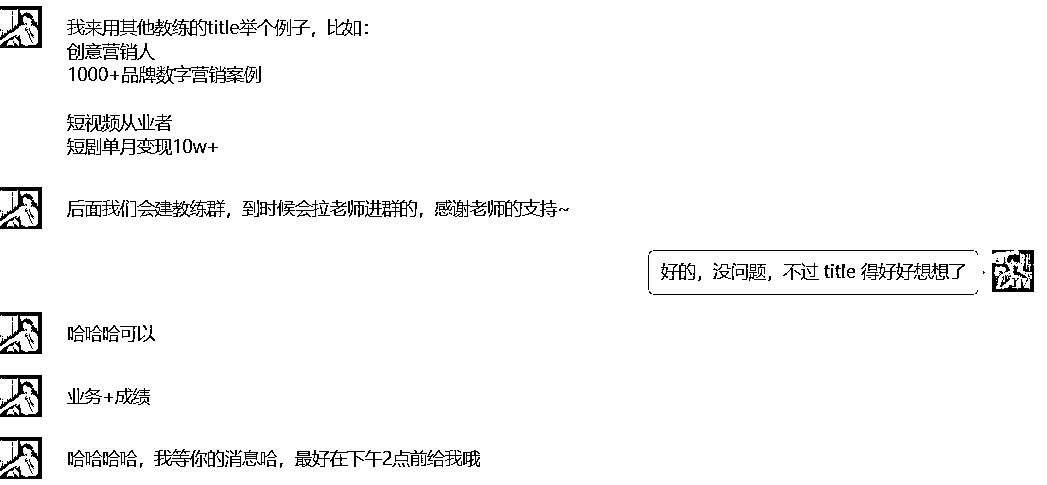 我来用其他教练的title举个例子，比如：
创意营销人
1000+品牌数字营销案例
短视频从业者
短剧单月变现10w+
后面我们会建教练群，到时候会拉老师进群的，感谢老师的支持~
好的，没问题，不过 title 得好好想想了
哈哈哈可以
业务+成绩
哈哈哈哈，我等你的消息哈，最好在下午2点前给我哦